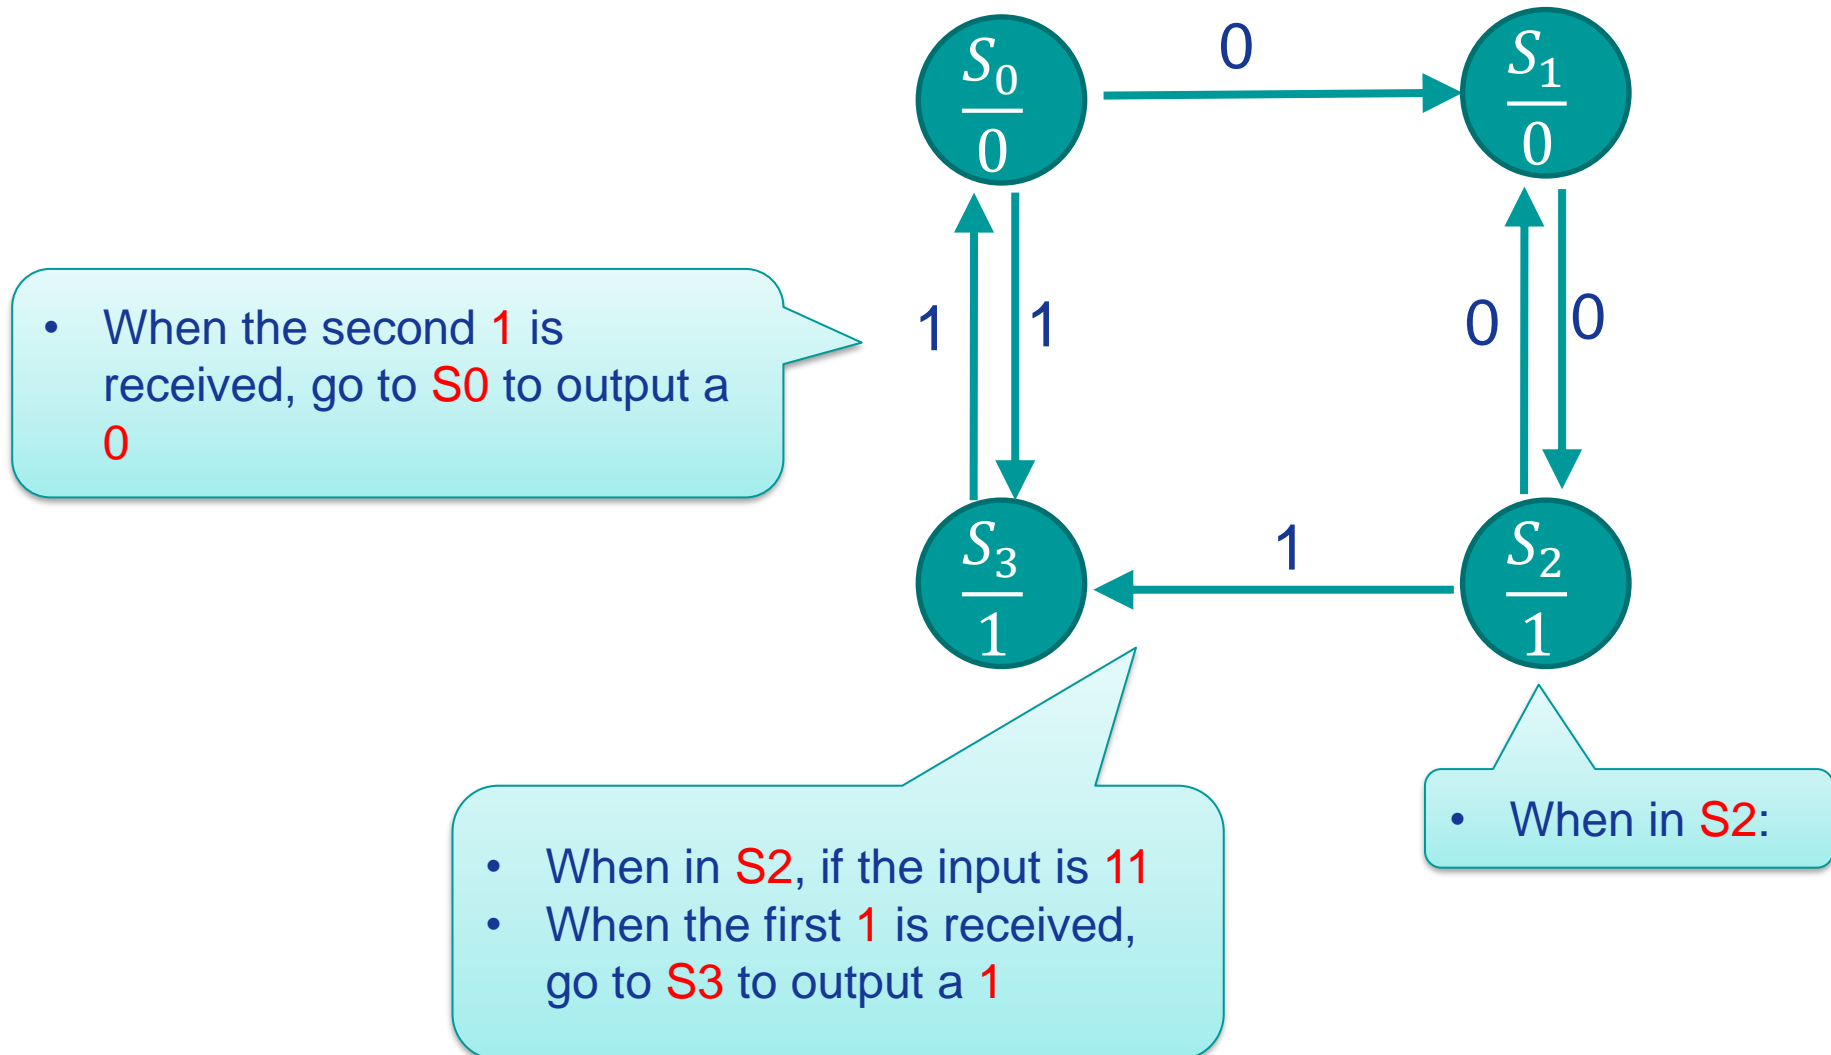 S0
0
0
S1
0
• When the second 1 is
received, go to S0 to output a
0
1
1
0
0
S3
1
1
S2
1
• When in S2, if the input is 11
• When the first 1 is received,
go to S3 to output a 1
• When in S2: